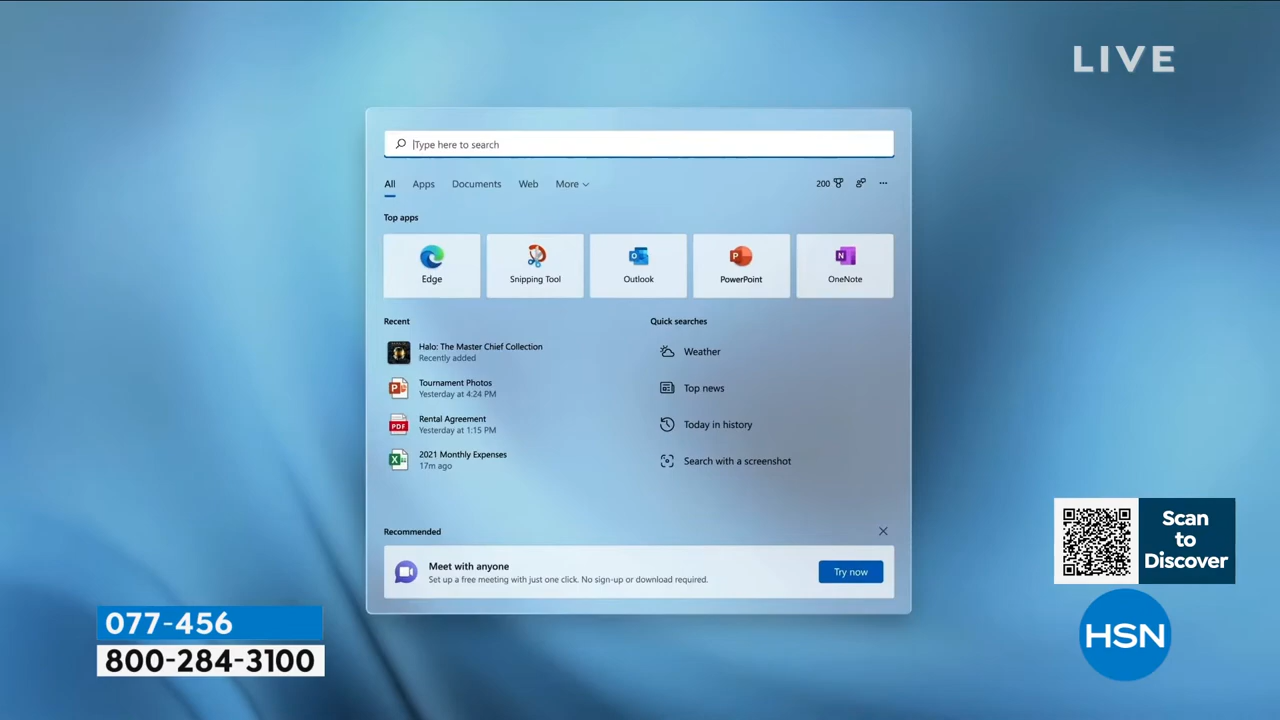 LIVE
Type here to search
All Apps Documents Web More 200
Top apps
Edge Snipping Tool Outlook PowerPoint OneNote
Recent
Halo: The Master Chief Collection
Recently added
Tournament Photos
Yesterday at 4:24 PM
Rental Agreement
Yesterday at 1:15 PM
2021 Monthly Expenses
17m ago
Quick searches
Weather
Top news
Today in history
Search with a screenshot
Recommended
Meet with anyone
Set up a free meeting with just one click. No sign-up or download required.
Try now
Scan
to
Discover
077-456
800-284-3100
HSN